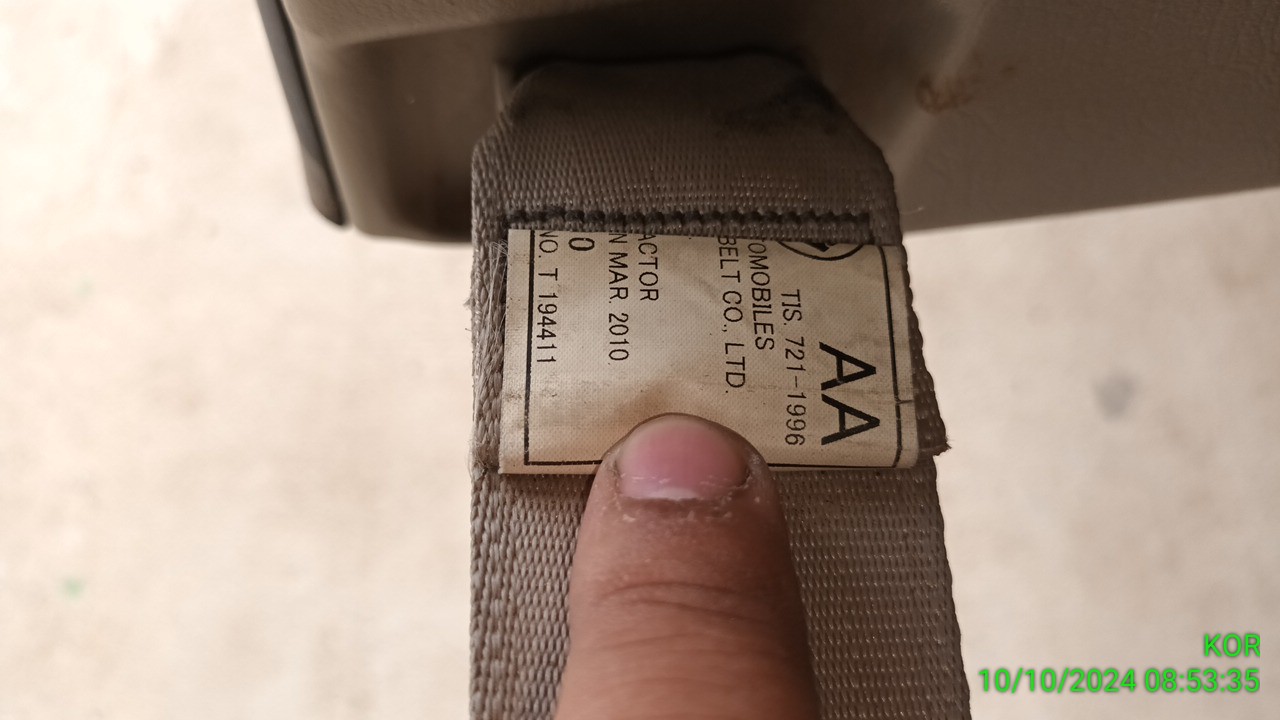 AA
TIS. 721-1996
OMOBILES
BELT CO., LTD.
ACTOR
N MAR. 2010
0
NO. T 194411
KOR
10/10/2024 08:53:35